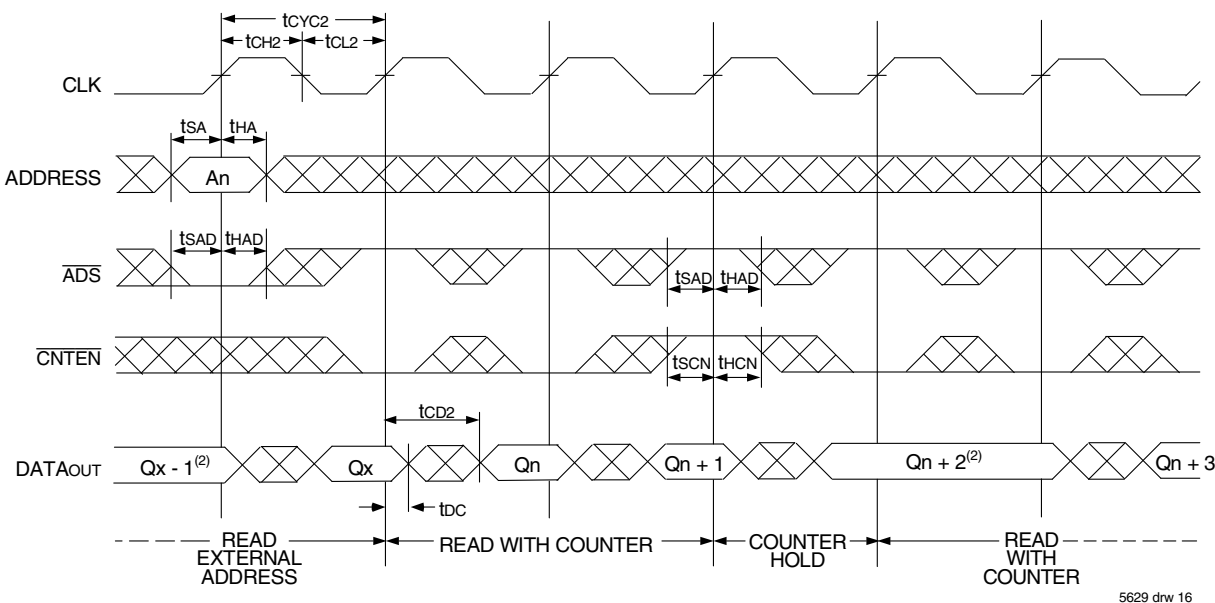 tCYC2
tCH2 tCL2
CLK
tSA tHA
ADDRESS An
tSAD tHAD
ADS
tSAD tHAD
CNTEN
tSCN tHCN
tCD2
DATAOUT Qx - 1(2) Qx Qn Qn + 1 Qn + 2(2) Qn + 3
tDC
READ EXTERNAL ADDRESS
READ WITH COUNTER
COUNTER HOLD
READ WITH COUNTER
5629 drw 16